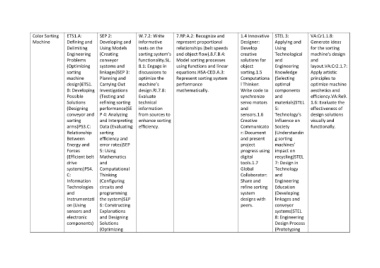 Color Sorting
Machine
ETS1.A:
Defining and
Delimiting
Engineering
Problems
(Optimizing
sorting
machine
design)ETS1.
B: Developing
Possible
Solutions
(Designing
conveyor and
sorting
arms)PS3.C:
Relationship
Between
Energy and
Forces
(Efficient belt
drive
system)PS4.
C:
Information
Technologies
and
Instrumentati
on (Using
sensors and
electronic
components)
SEP 2:
Developing and
Using Models
(Creating
conveyor
systems and
linkages)SEP 3:
Planning and
Carrying Out
Investigations
(Testing and
refining sorting
performance)SE
P 4: Analyzing
and Interpreting
Data (Evaluating
sorting
efficiency and
error rates)SEP
5: Using
Mathematics
and
Computational
Thinking
(Configuring
circuits and
programming
the system)SEP
6: Constructing
Explorations
and Designing
Solutions
(Optimizing
W.7.2: Write
informative
texts on the
sorting system's
functionality.SL
.8.1: Engage in
discussions to
optimize the
machine's
design.RI.7.8:
Evaluate
technical
information
from sources to
enhance sorting
efficiency.
7.RP.A.2: Recognize and
represent proportional
relationships (belt speeds
and object flow).8.F.B.4:
Model sorting processes
using functions and linear
equations.HSA-CED.A.2:
Represent sorting system
performance
mathematically.
1.4 Innovative
Designer:
Develop
creative
solutions for
object
sorting.1.5
Computationa
l Thinker:
Write code to
synchronize
servo motors
and
sensors.1.6
Creative
Communicato
r: Document
and present
project
progress using
digital
tools.1.7
Global
Collaborator:
Share and
refine sorting
system
designs with
peers.
STEL 3:
Applying and
Using
Technological
and
Engineering
Knowledge
(Selecting
optimal
components
and
materials)STEL
5:
Technology's
Influence on
Society
(Understandin
g sorting
machines'
impact on
recycling)STEL
7: Design in
Technology
and
Engineering
Education
(Developing
linkages and
conveyor
systems)STEL
8: Engineering
Design Process
(Prototyping
VA:Cr1.1.8:
Generate ideas
for the sorting
machine's design
and
layout.VA:Cr2.1.7:
Apply artistic
principles to
optimize machine
aesthetics and
efficiency.VA:Re9.
1.8: Evaluate the
effectiveness of
design solutions
visually and
functionally.